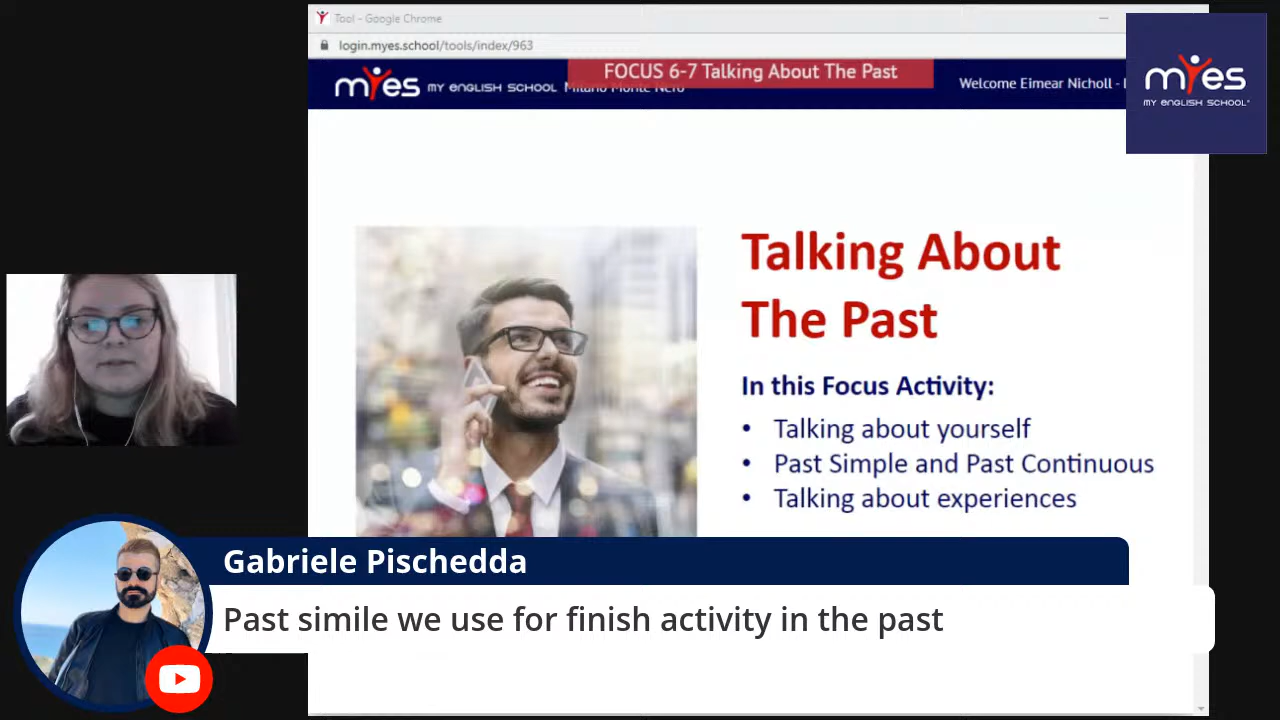 Tool - Google Chrome
login.myes.school/tools/index/963
FOCUS 6-7 Talking About The Past
myes MY ENGLISH SCHOOL Milano Monte Nero
Welcome Eimear Nicholl -
myes
MY ENGLISH SCHOOL
Talking About
The Past
In this Focus Activity:
• Talking about yourself
• Past Simple and Past Continuous
• Talking about experiences
Gabriele Pischedda
Past simile we use for finish activity in the past